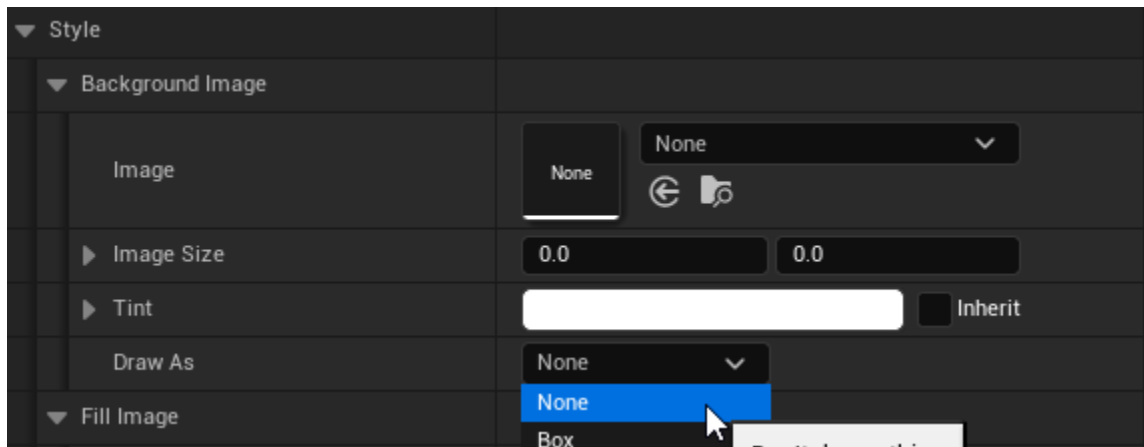 Style
Background Image
Image
None
None
Image Size
0.0 0.0
Tint
Inherit
Draw As
None
None
Fill Image
Box